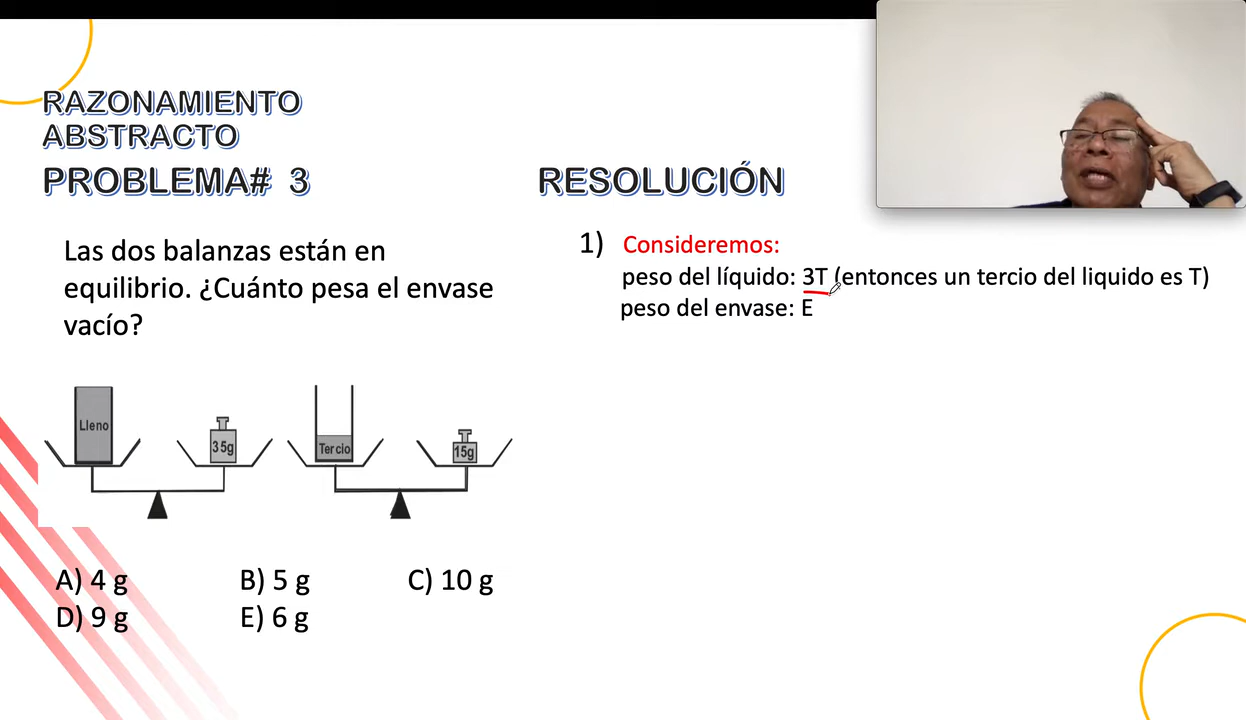 RAZONAMIENTO
ABSTRACTO
PROBLEMA# 3
Las dos balanzas están en
equilibrio. ¿Cuánto pesa el envase
vacío?
Lleno
35g
Tercio
15g
A) 4 g
B) 5 g
C) 10 g
D) 9 g
E) 6 g
RESOLUCIÓN
1) Consideremos:
peso del líquido: 3T (entonces un tercio del liquido es T)
peso del envase: E